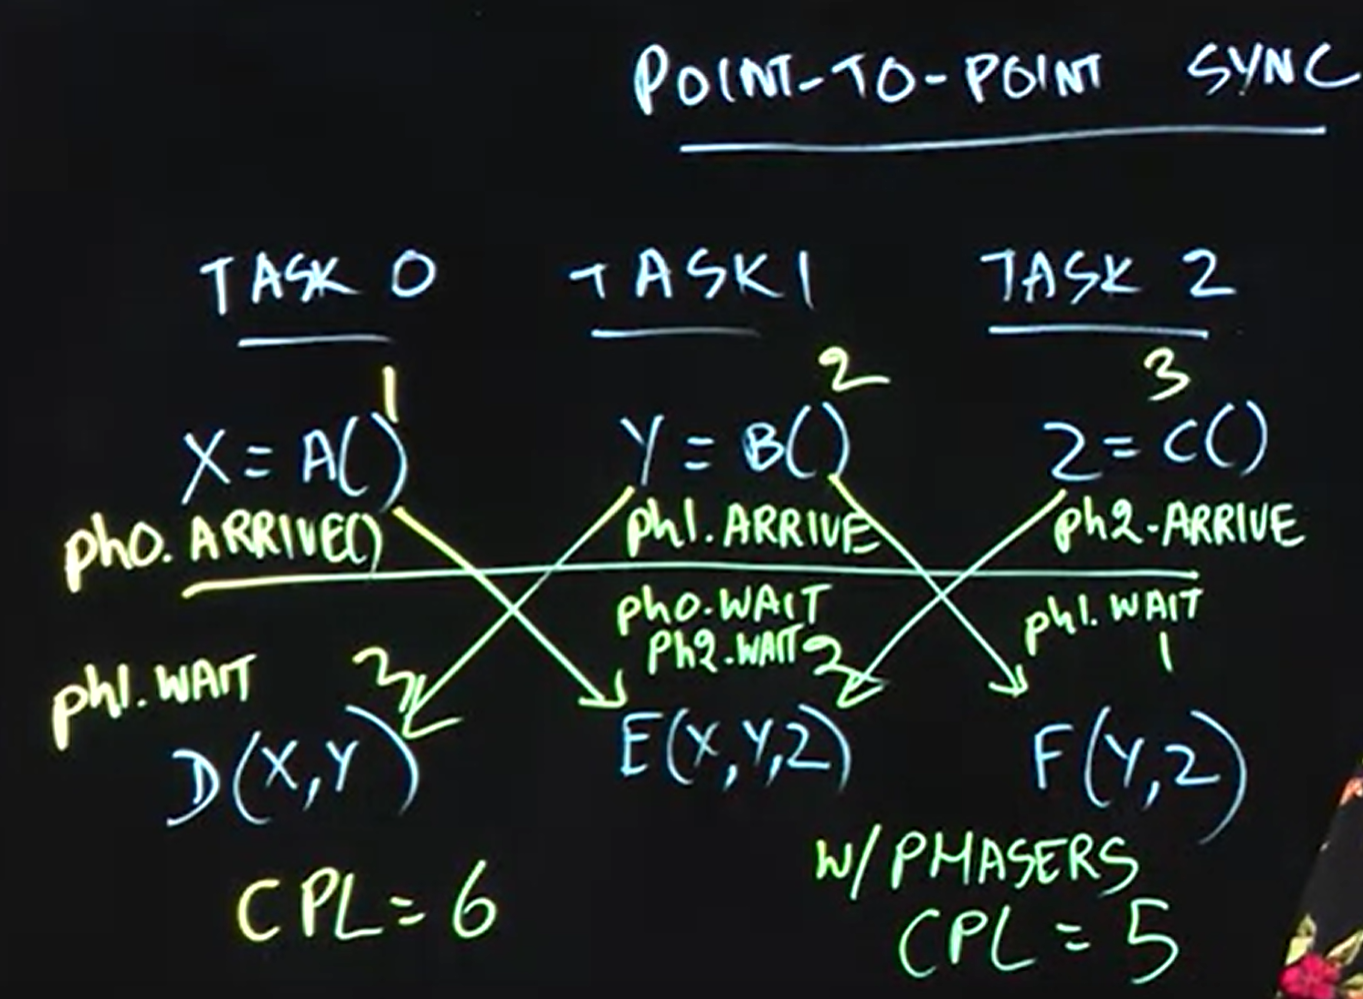 POINT-TO-POINT SYNC
TASK 0 TASK 1 TASK 2
1 2 3
X = A() Y = B() Z = C()
ph0. ARRIVE() ph1. ARRIVE ph2-ARRIVE
ph0.WAIT ph1. WAIT
ph1. WAIT 3 Ph2.WAIT 2 1
D(X,Y) E(X,Y,Z) F(Y,Z)
W/PHASERS
CPL = 6 CPL = 5